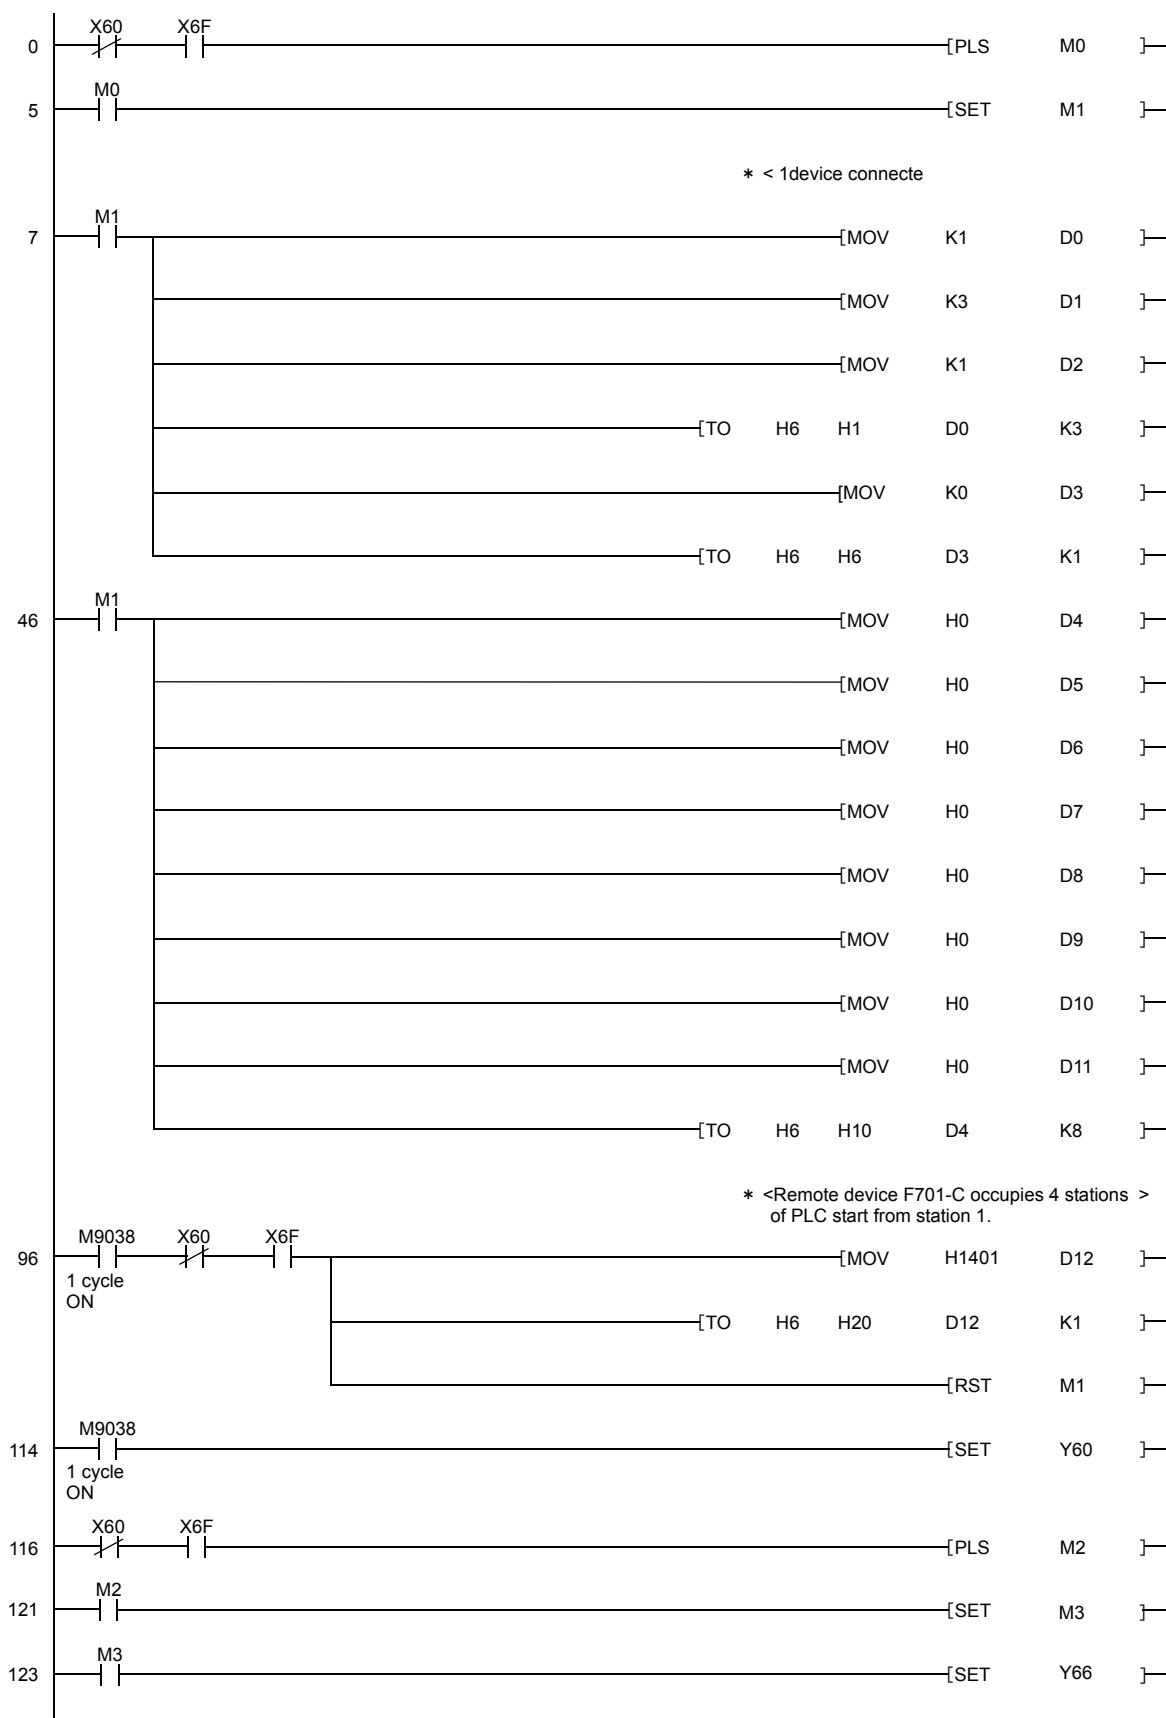 X60 X6F
0 [PLS M0 ]
M0
5 [SET M1 ]
* < 1device connecte
M1
7 [MOV K1 D0 ]
[MOV K3 D1 ]
[MOV K1 D2 ]
[TO H6 H1 D0 K3 ]
[MOV K0 D3 ]
[TO H6 H6 D3 K1 ]
M1
46 [MOV H0 D4 ]
[MOV H0 D5 ]
[MOV H0 D6 ]
[MOV H0 D7 ]
[MOV H0 D8 ]
[MOV H0 D9 ]
[MOV H0 D10 ]
[MOV H0 D11 ]
[TO H6 H10 D4 K8 ]
* <Remote device F701-C occupies 4 stations >
of PLC start from station 1.
M9038 X60 X6F
96 [MOV H1401 D12 ]
1 cycle
ON
[TO H6 H20 D12 K1 ]
[RST M1 ]
M9038
114 [SET Y60 ]
1 cycle
ON
X60 X6F
116 [PLS M2 ]
M2
121 [SET M3 ]
M3
123 [SET Y66 ]